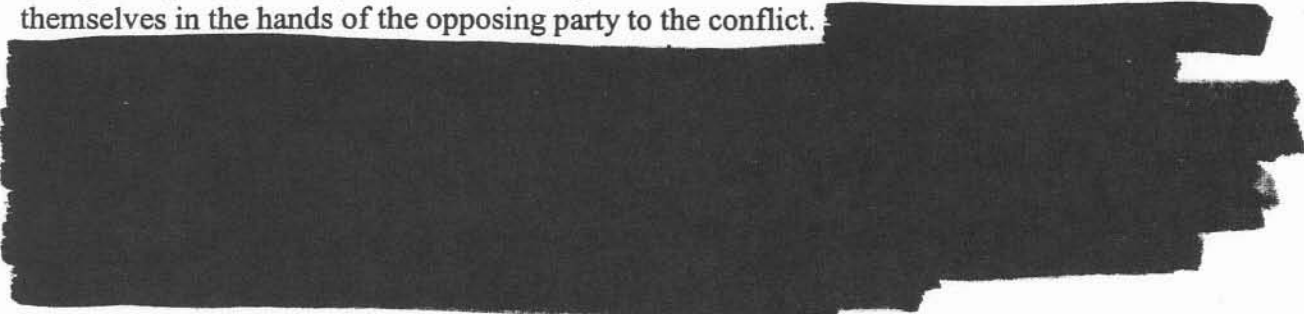 themselves in the hands of the opposing party to the conflict.